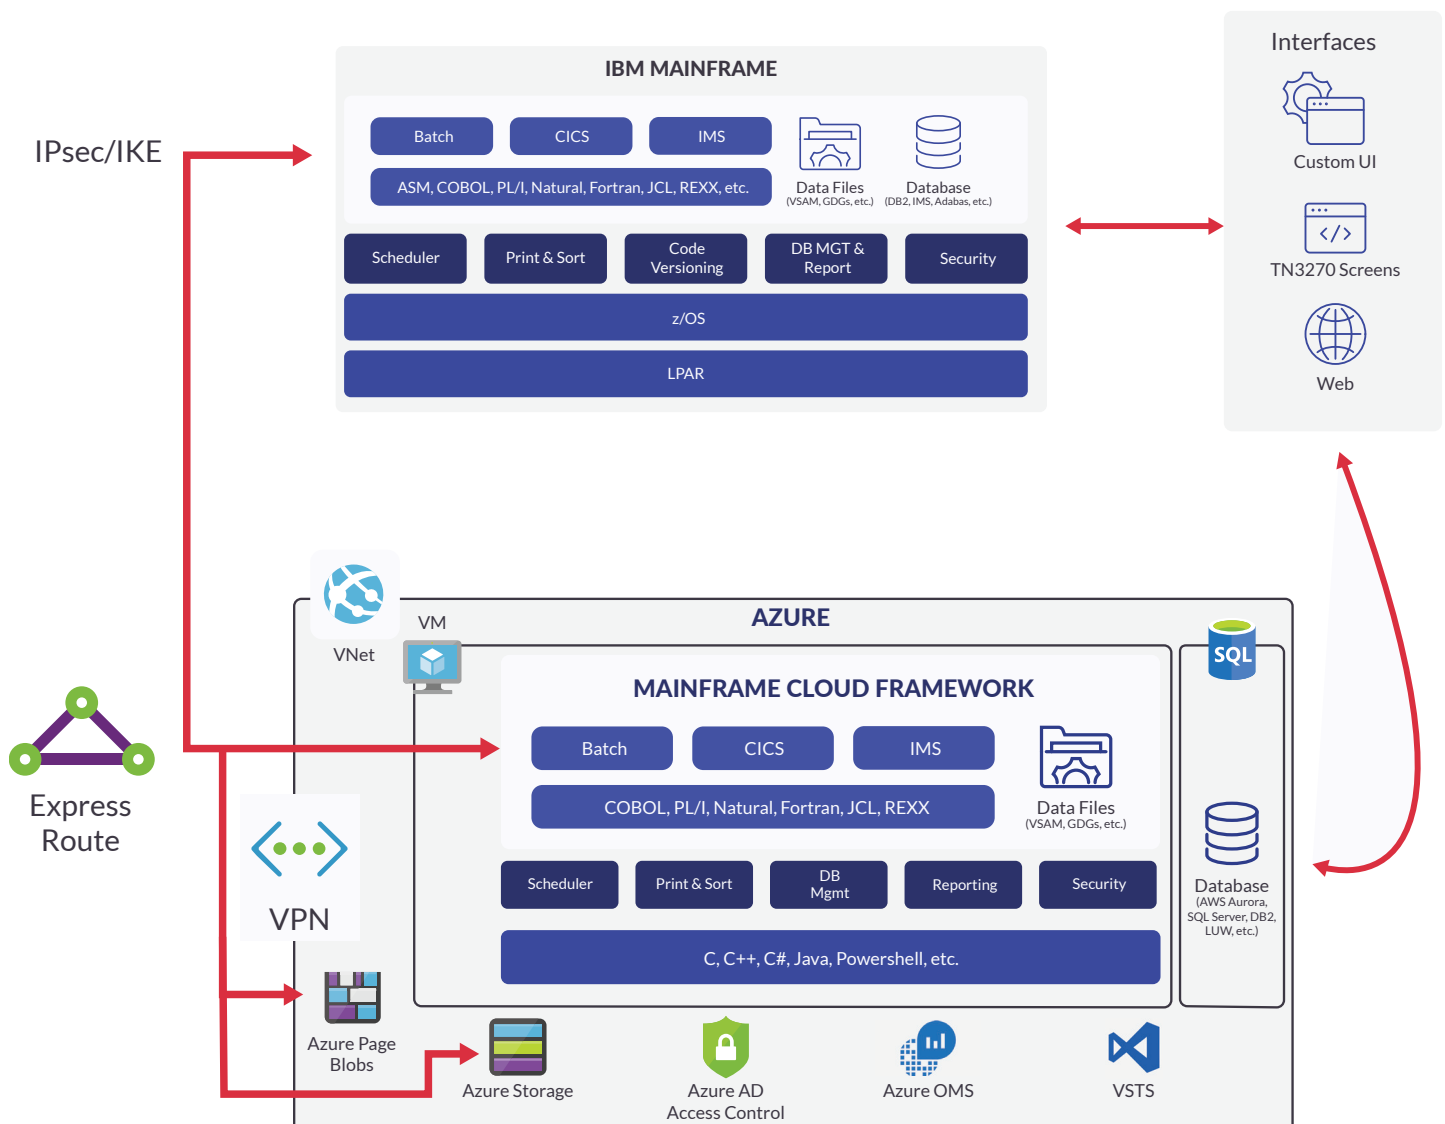 Interfaces
Custom UI
TN3270 Screens
Web
IPsec/IKE
IBM MAINFRAME
Batch
CICS
IMS
ASM, COBOL, PL/I, Natural, Fortran, JCL, REXX, etc.
Data Files
(VSAM, GDGs, etc.)
Database
(DB2, IMS, Adabas, etc.)
Scheduler
Print & Sort
Code
Versioning
DB MGT &
Report
Security
z/OS
LPAR
Express
Route
VPN
VNet
VM
AZURE
MAINFRAME CLOUD FRAMEWORK
Batch
CICS
IMS
COBOL, PL/I, Natural, Fortran, JCL, REXX
Data Files
(VSAM, GDGs, etc.)
Scheduler
Print & Sort
DB
Mgmt
Reporting
Security
C, C++, C#, Java, Powershell, etc.
SQL
Database
(AWS Aurora,
SQL Server, DB2,
LUW, etc.)
Azure Page
Blobs
Azure Storage
Azure AD
Access Control
Azure OMS
VSTS